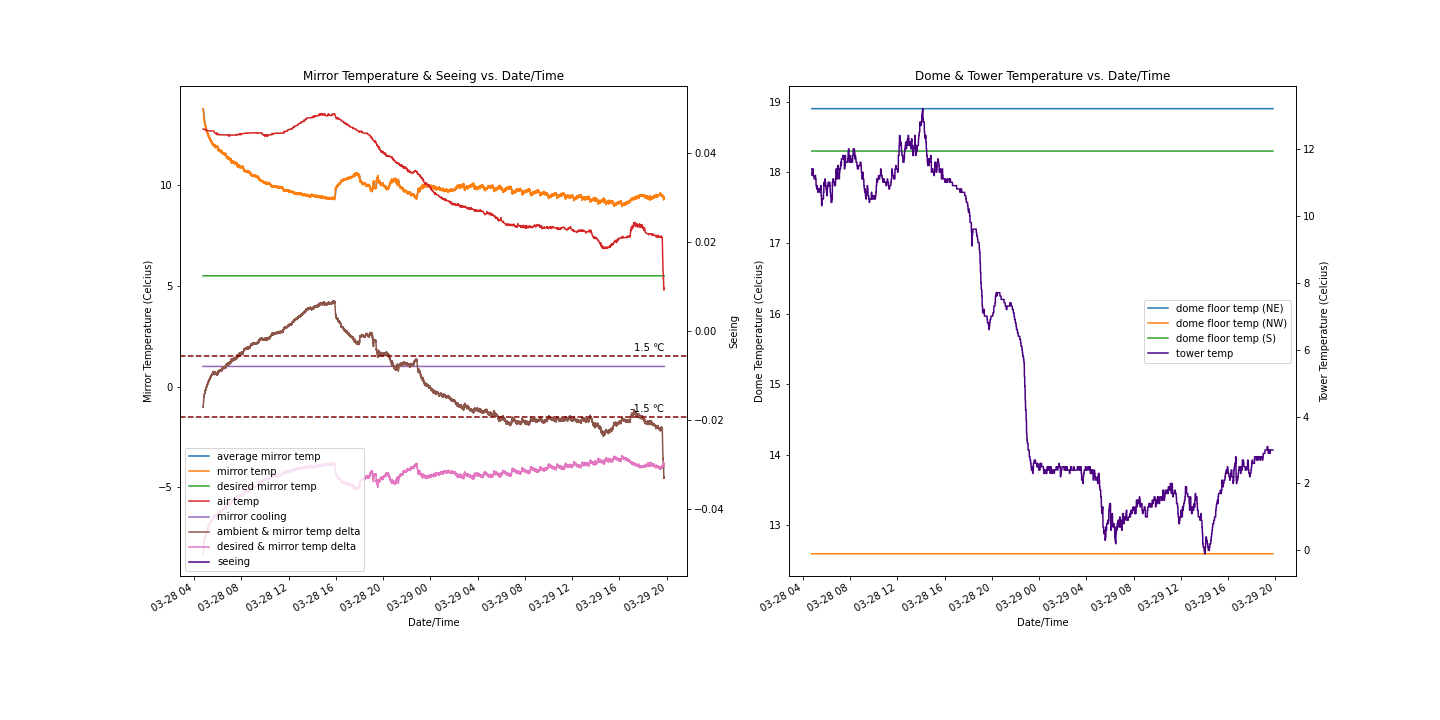 Mirror Temperature & Seeing vs. Date/Time
Mirror Temperature (Celcius)
10
5
0
−5
0.04
0.02
0.00
−0.02
−0.04
Seeing
1.5 °C
-1.5 °C
average mirror temp
mirror temp
desired mirror temp
air temp
mirror cooling
ambient & mirror temp delta
desired & mirror temp delta
seeing
03-28 04
03-28 08
03-28 12
03-28 16
03-28 20
03-29 00
03-29 04
03-29 08
03-29 12
03-29 16
03-29 20
Date/Time
Dome & Tower Temperature vs. Date/Time
Dome Temperature (Celcius)
19
18
17
16
15
14
13
12
10
8
6
4
2
0
Tower Temperature (Celcius)
dome floor temp (NE)
dome floor temp (NW)
dome floor temp (S)
tower temp
03-28 04
03-28 08
03-28 12
03-28 16
03-28 20
03-29 00
03-29 04
03-29 08
03-29 12
03-29 16
03-29 20
Date/Time